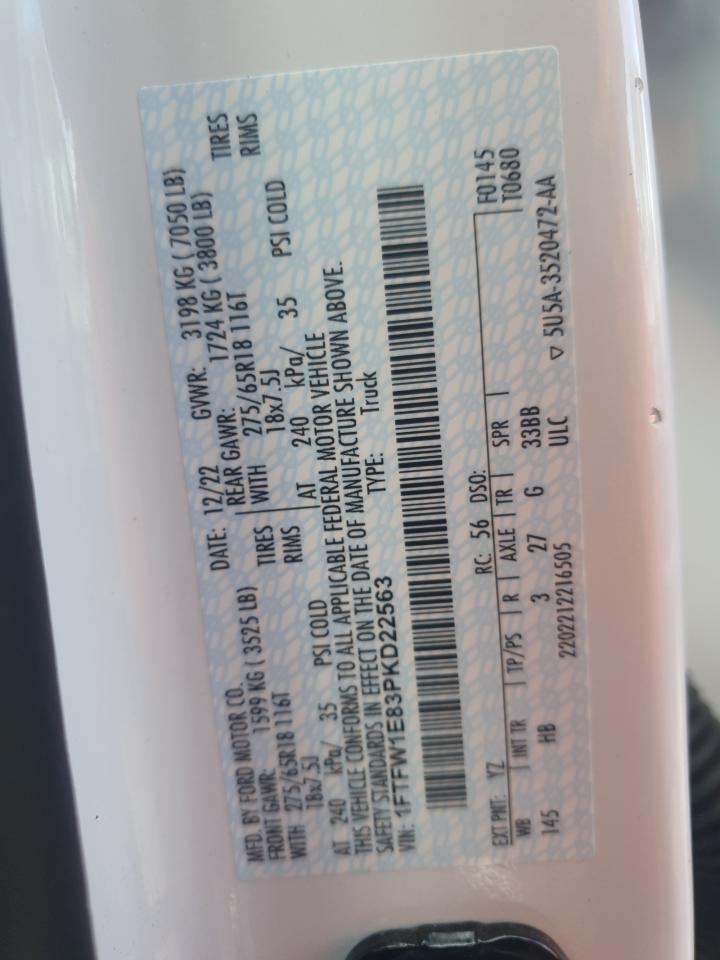 MFD. BY FORD MOTOR CO.
DATE: 12/22 GVWR: 3198 KG ( 7050 LB)
FRONT GAWR: 1599 KG ( 3525 LB)
REAR GAWR: 1724 KG ( 3800 LB)
WITH 275/65R18 116T TIRES
WITH 275/65R18 116T TIRES
18x7.5J RIMS
18x7.5J RIMS
AT 240 kPa/ 35 PSI COLD
AT 240 kPa/ 35 PSI COLD
THIS VEHICLE CONFORMS TO ALL APPLICABLE FEDERAL MOTOR VEHICLE
SAFETY STANDARDS IN EFFECT ON THE DATE OF MANUFACTURE SHOWN ABOVE.
VIN: 1FTFW1E83PKD22563 TYPE: Truck
F0145
EXT PNT: YZ RC: 56 DSO: T0680
WB INT TR TP/PS R AXLE TR SPR
145 HB 3 27 G 33BB
2202212216505 ULC ▽ 5U5A-3520472-AA